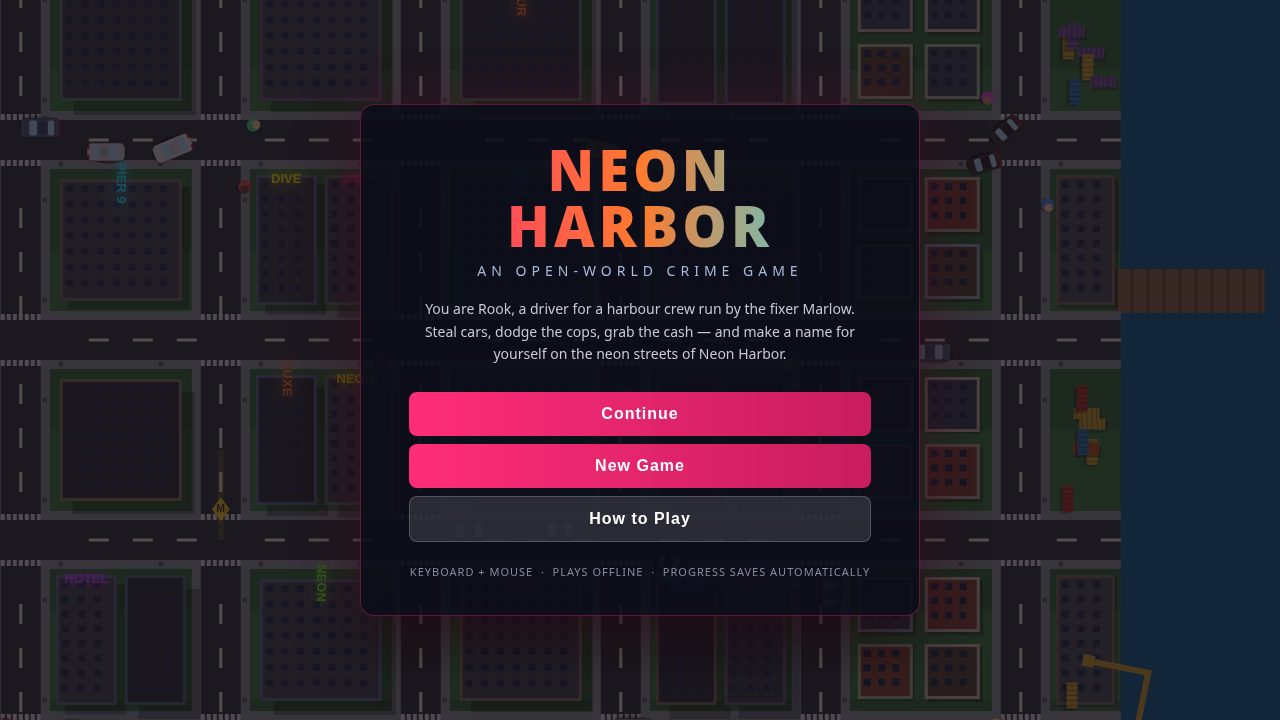 NEON
HARBOR
AN OPEN-WORLD CRIME GAME
You are Rook, a driver for a harbour crew run by the fixer Marlow.
Steal cars, dodge the cops, grab the cash — and make a name for
yourself on the neon streets of Neon Harbor.
Continue
New Game
How to Play
KEYBOARD + MOUSE · PLAYS OFFLINE · PROGRESS SAVES AUTOMATICALLY
PIER 9
DIVE
M
HOTEL
NEON